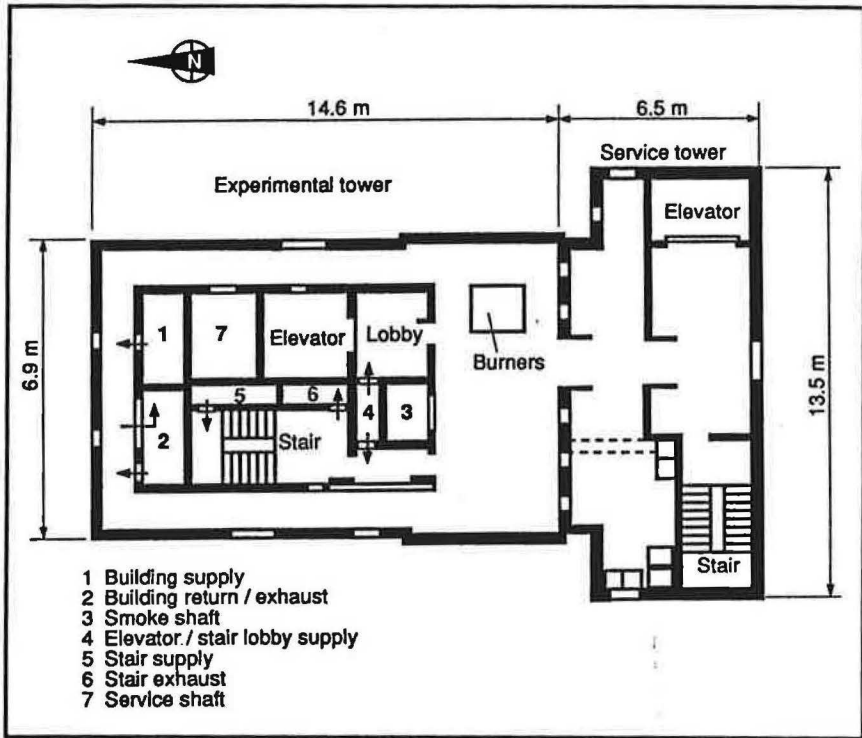 N
14.6 m
6.5 m
Service tower
Experimental tower
Elevator
1
7
Elevator
Lobby
Burners
6.9 m
13.5 m
5
6
4
3
2
Stair
Stair
1 Building supply
2 Building return / exhaust
3 Smoke shaft
4 Elevator / stair lobby supply
5 Stair supply
6 Stair exhaust
7 Service shaft